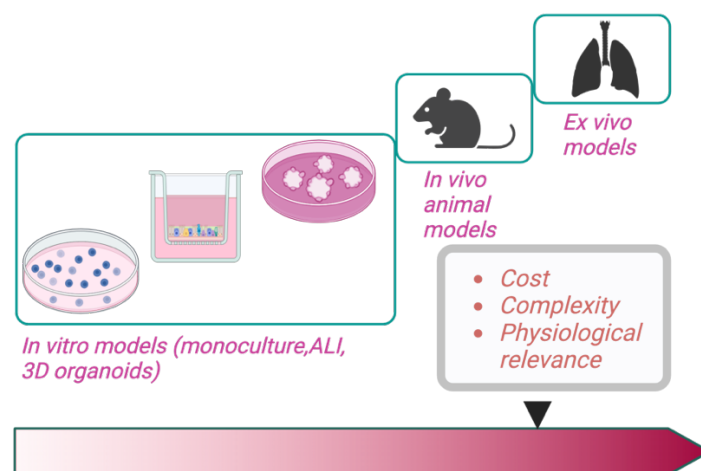 Ex vivo
models
In vivo
animal
models
In vitro models (monoculture,ALI,
3D organoids)
• Cost
• Complexity
• Physiological
relevance